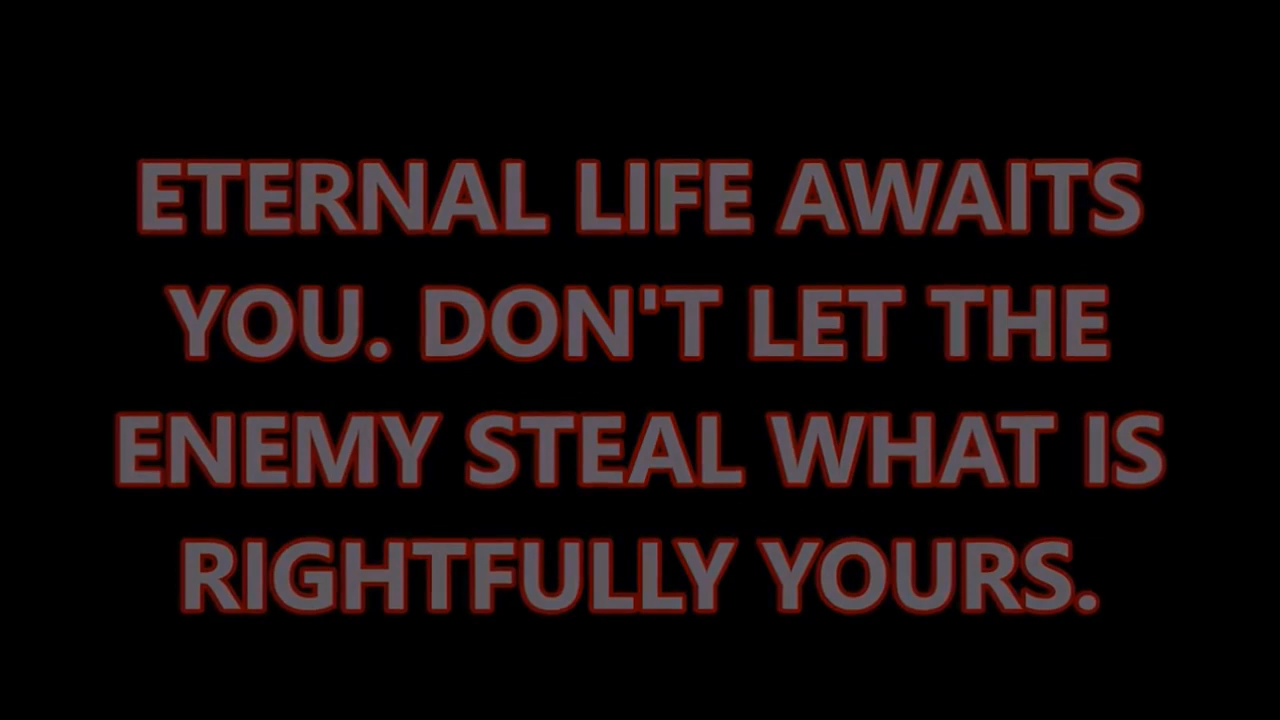 ETERNAL LIFE AWAITS
YOU. DON'T LET THE
ENEMY STEAL WHAT IS
RIGHTFULLY YOURS.